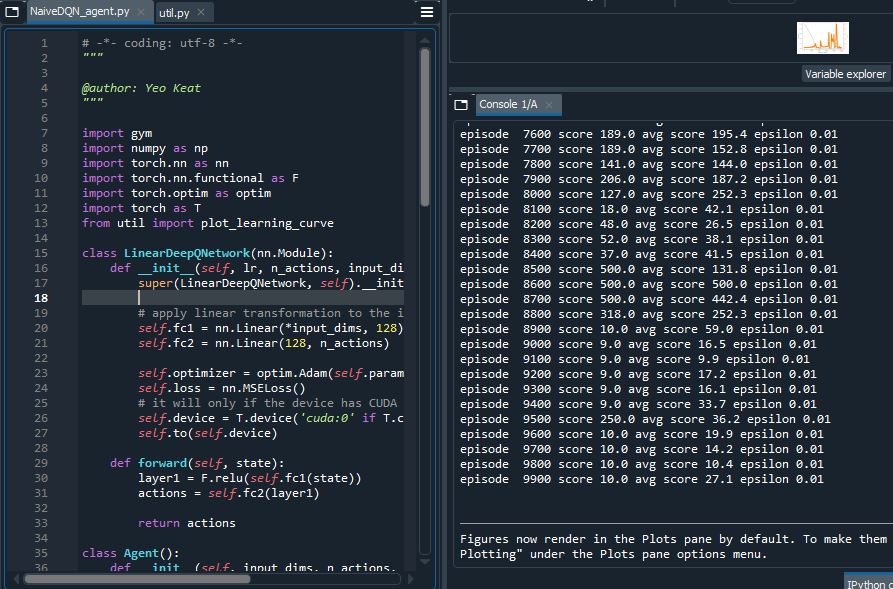 NaiveDQN_agent.py
util.py
1 # -*- coding: utf-8 -*-
2 """
3
4 @author: Yeo Keat
5 """
6
7 import gym
8 import numpy as np
9 import torch.nn as nn
10 import torch.nn.functional as F
11 import torch.optim as optim
12 import torch as T
13 from util import plot_learning_curve
14
15 class LinearDeepQNetwork(nn.Module):
16 def __init__(self, lr, n_actions, input_di
17 super(LinearDeepQNetwork, self).__init
18
19 # apply linear transformation to the i
20 self.fc1 = nn.Linear(*input_dims, 128)
21 self.fc2 = nn.Linear(128, n_actions)
22
23 self.optimizer = optim.Adam(self.param
24 self.loss = nn.MSELoss()
25 # it will only if the device has CUDA
26 self.device = T.device('cuda:0' if T.c
27 self.to(self.device)
28
29 def forward(self, state):
30 layer1 = F.relu(self.fc1(state))
31 actions = self.fc2(layer1)
32
33 return actions
34
35 class Agent():
36 def __init__(self, input_dims, n_actions,
Variable explorer
Console 1/A
episode 7600 score 189.0 avg score 195.4 epsilon 0.01
episode 7700 score 189.0 avg score 152.8 epsilon 0.01
episode 7800 score 141.0 avg score 144.0 epsilon 0.01
episode 7900 score 206.0 avg score 187.2 epsilon 0.01
episode 8000 score 127.0 avg score 252.3 epsilon 0.01
episode 8100 score 18.0 avg score 42.1 epsilon 0.01
episode 8200 score 48.0 avg score 26.5 epsilon 0.01
episode 8300 score 52.0 avg score 38.1 epsilon 0.01
episode 8400 score 37.0 avg score 41.5 epsilon 0.01
episode 8500 score 500.0 avg score 131.8 epsilon 0.01
episode 8600 score 500.0 avg score 500.0 epsilon 0.01
episode 8700 score 500.0 avg score 442.4 epsilon 0.01
episode 8800 score 318.0 avg score 252.3 epsilon 0.01
episode 8900 score 10.0 avg score 59.0 epsilon 0.01
episode 9000 score 9.0 avg score 16.5 epsilon 0.01
episode 9100 score 9.0 avg score 9.9 epsilon 0.01
episode 9200 score 9.0 avg score 17.2 epsilon 0.01
episode 9300 score 9.0 avg score 16.1 epsilon 0.01
episode 9400 score 9.0 avg score 33.7 epsilon 0.01
episode 9500 score 250.0 avg score 36.2 epsilon 0.01
episode 9600 score 10.0 avg score 19.9 epsilon 0.01
episode 9700 score 10.0 avg score 14.2 epsilon 0.01
episode 9800 score 10.0 avg score 10.4 epsilon 0.01
episode 9900 score 10.0 avg score 27.1 epsilon 0.01
Figures now render in the Plots pane by default. To make them
Plotting" under the Plots pane options menu.
IPython c